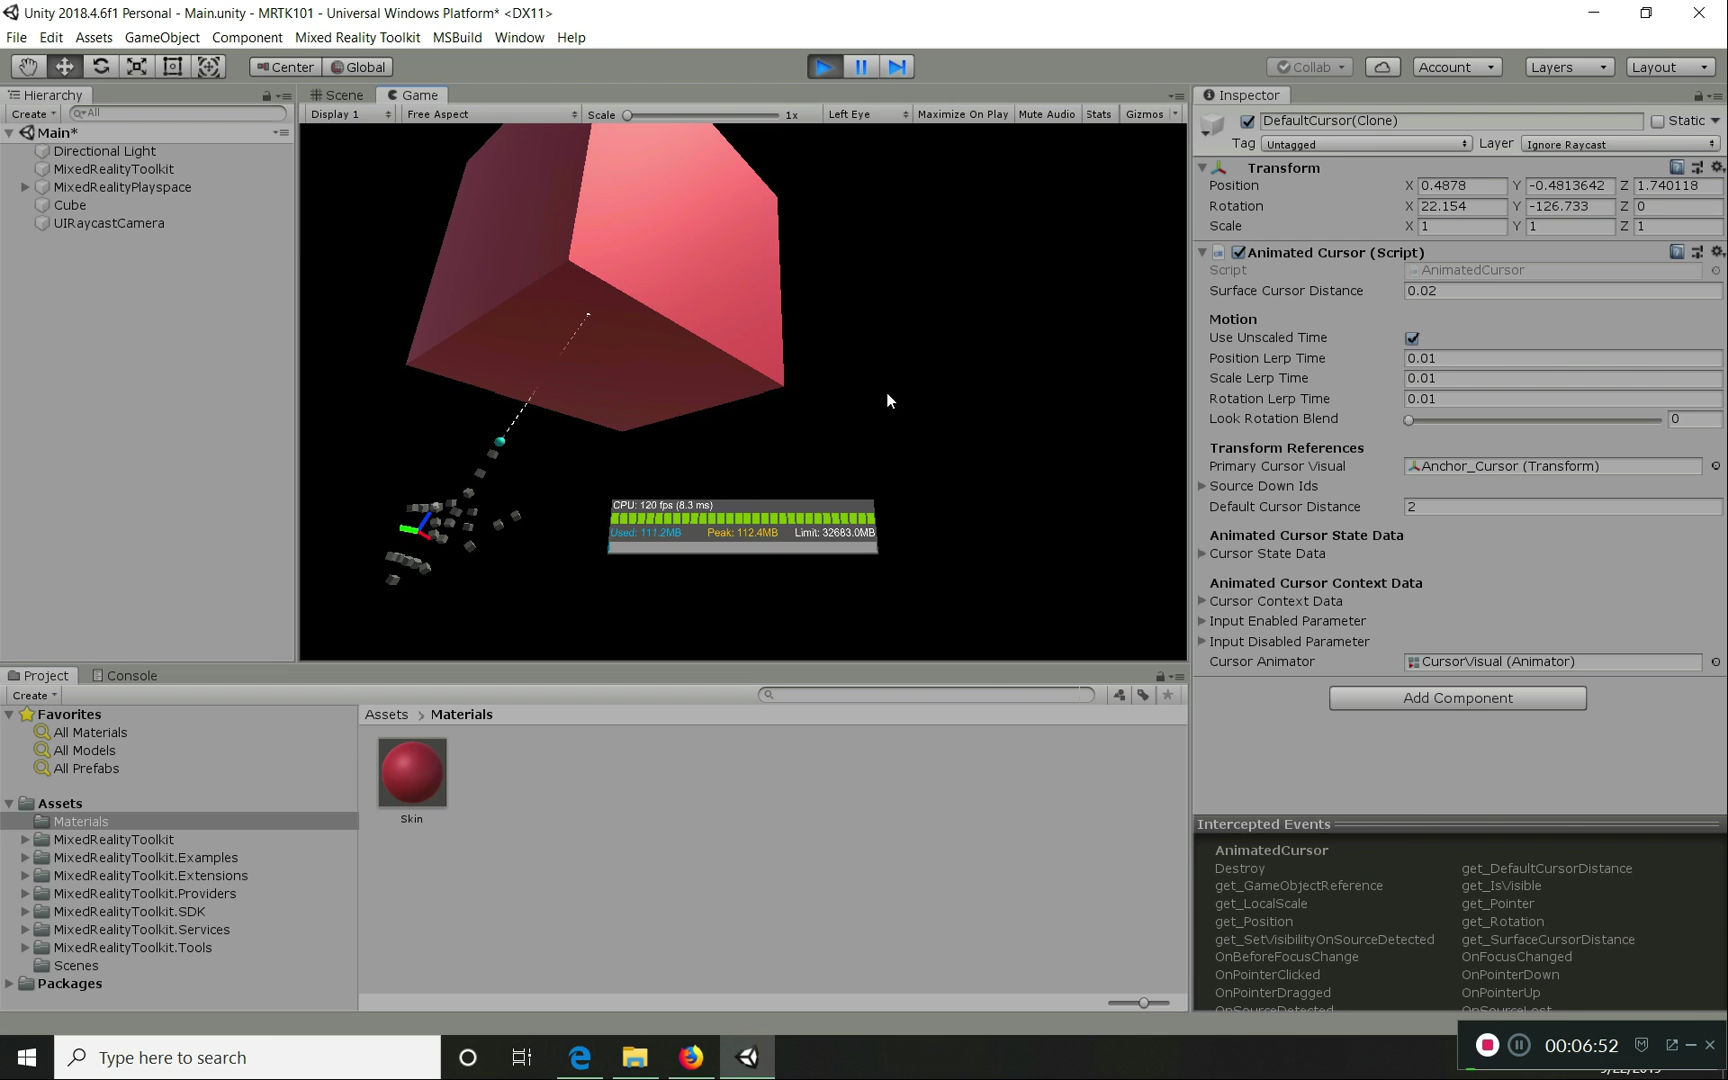 Unity 2018.4.6f1 Personal - Main.unity - MRTK101 - Universal Windows Platform* <DX11>
File Edit Assets GameObject Component Mixed Reality Toolkit MSBuild Window Help
Center Global Collab Account Layers Layout
Hierarchy
Create All
Main*
Directional Light
MixedRealityToolkit
MixedRealityPlayspace
Cube
UIRaycastCamera
Scene Game
Display 1 Free Aspect Scale 1x Left Eye Maximize On Play Mute Audio Stats Gizmos
CPU: 120 fps (8.3 ms)
Used: 111.2MB Peak: 112.4MB Limit: 32683.0MB
Inspector
DefaultCursor(Clone) Static
Tag Untagged Layer Ignore Raycast
Transform
Position X 0.4878 Y -0.4813642 Z 1.740118
Rotation X 22.154 Y -126.733 Z 0
Scale X 1 Y 1 Z 1
Animated Cursor (Script)
Script AnimatedCursor
Surface Cursor Distance 0.02
Motion
Use Unscaled Time
Position Lerp Time 0.01
Scale Lerp Time 0.01
Rotation Lerp Time 0.01
Look Rotation Blend 0
Transform References
Primary Cursor Visual Anchor_Cursor (Transform)
Source Down Ids
Default Cursor Distance 2
Animated Cursor State Data
Cursor State Data
Animated Cursor Context Data
Cursor Context Data
Input Enabled Parameter
Input Disabled Parameter
Cursor Animator CursorVisual (Animator)
Add Component
Intercepted Events
AnimatedCursor
Destroy get_DefaultCursorDistance
get_GameObjectReference get_IsVisible
get_LocalScale get_Pointer
get_Position get_Rotation
get_SetVisibilityOnSourceDetected get_SurfaceCursorDistance
OnBeforeFocusChange OnFocusChanged
OnPointerClicked OnPointerDown
OnPointerDragged OnPointerUp
OnSourceDetected OnSourceLost
Project Console
Create
Favorites
All Materials
All Models
All Prefabs
Assets
Materials
MixedRealityToolkit
MixedRealityToolkit.Examples
MixedRealityToolkit.Extensions
MixedRealityToolkit.Providers
MixedRealityToolkit.SDK
MixedRealityToolkit.Services
MixedRealityToolkit.Tools
Scenes
Packages
Assets > Materials
Skin
Type here to search
00:06:52